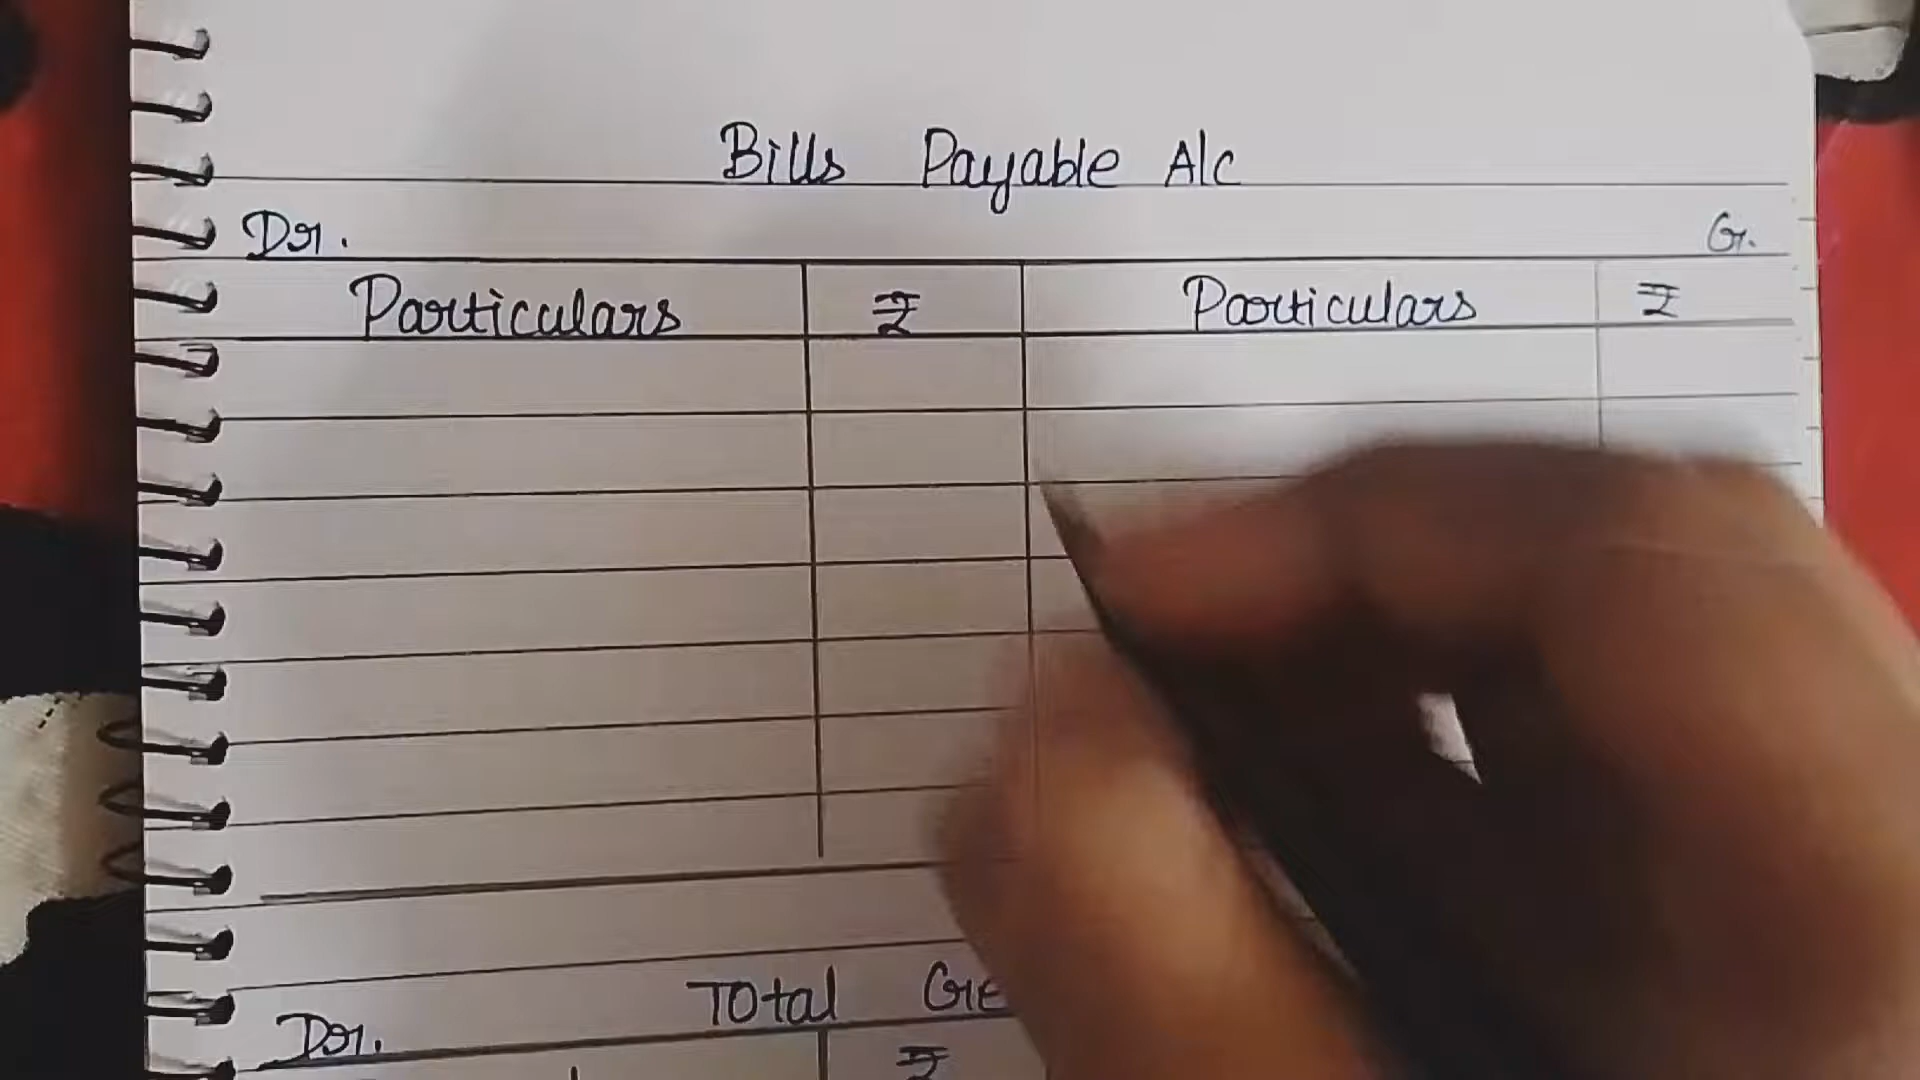 Bills Payable A/c
Dr. Cr.
Particulars ₹ Particulars ₹
Total
Dr.
₹